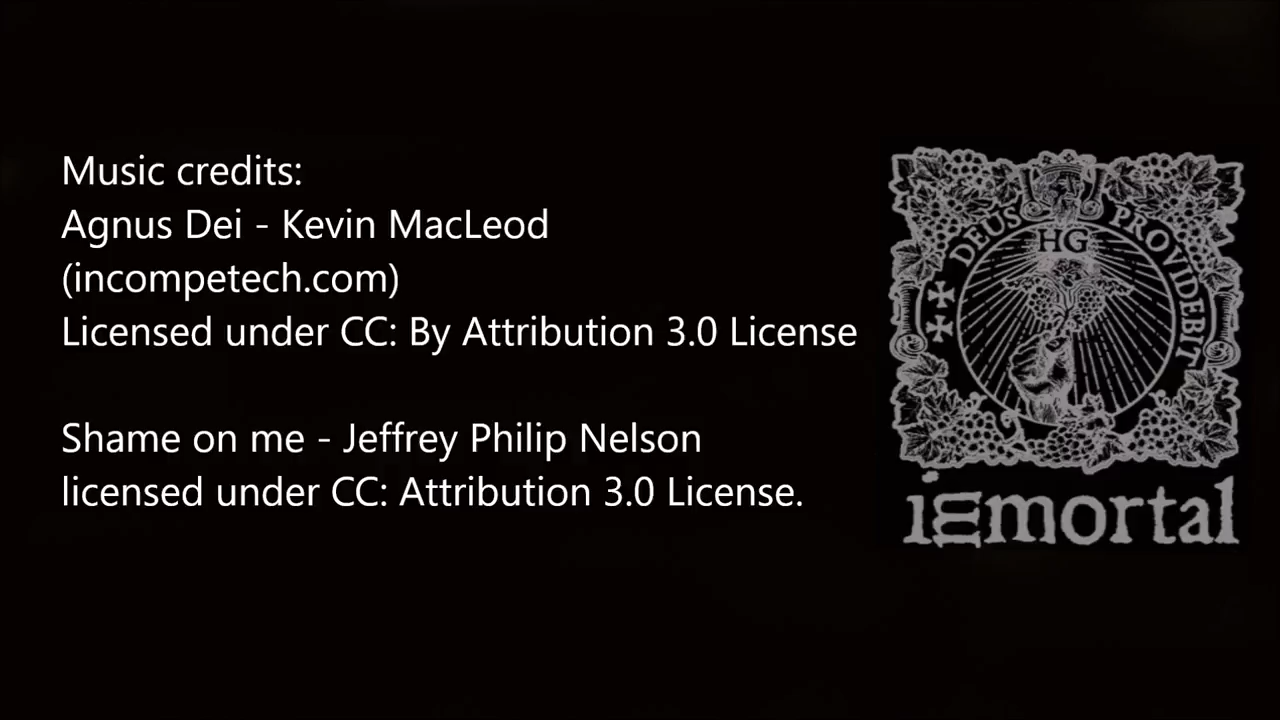 Music credits:
Agnus Dei - Kevin MacLeod
(incompetech.com)
Licensed under CC: By Attribution 3.0 License
Shame on me - Jeffrey Philip Nelson
licensed under CC: Attribution 3.0 License.
DEUS PROVIDEBIT
HG
iEmortal